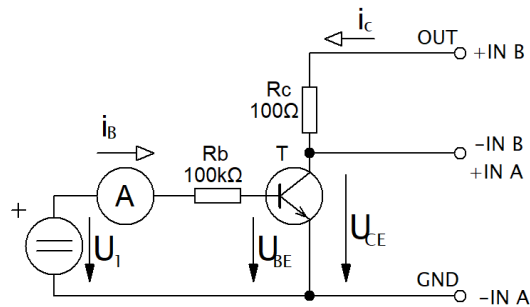 i_C
OUT
+IN B
Rc
100Ω
i_B
Rb
100kΩ
T
−IN B
+IN A
+
A
U_1
U_BE
U_CE
GND
−IN A